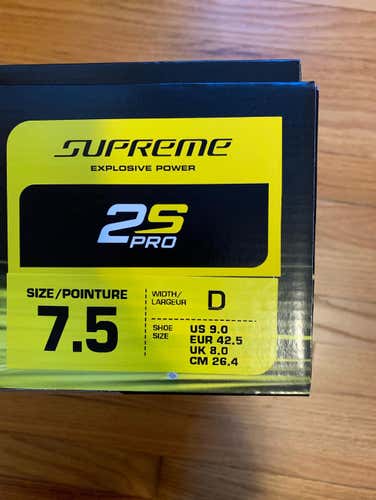 SUPREME
EXPLOSIVE POWER
2S
PRO
SIZE/POINTURE
7.5
WIDTH/
LARGEUR
D
SHOE
SIZE
US 9.0
EUR 42.5
UK 8.0
CM 26.4